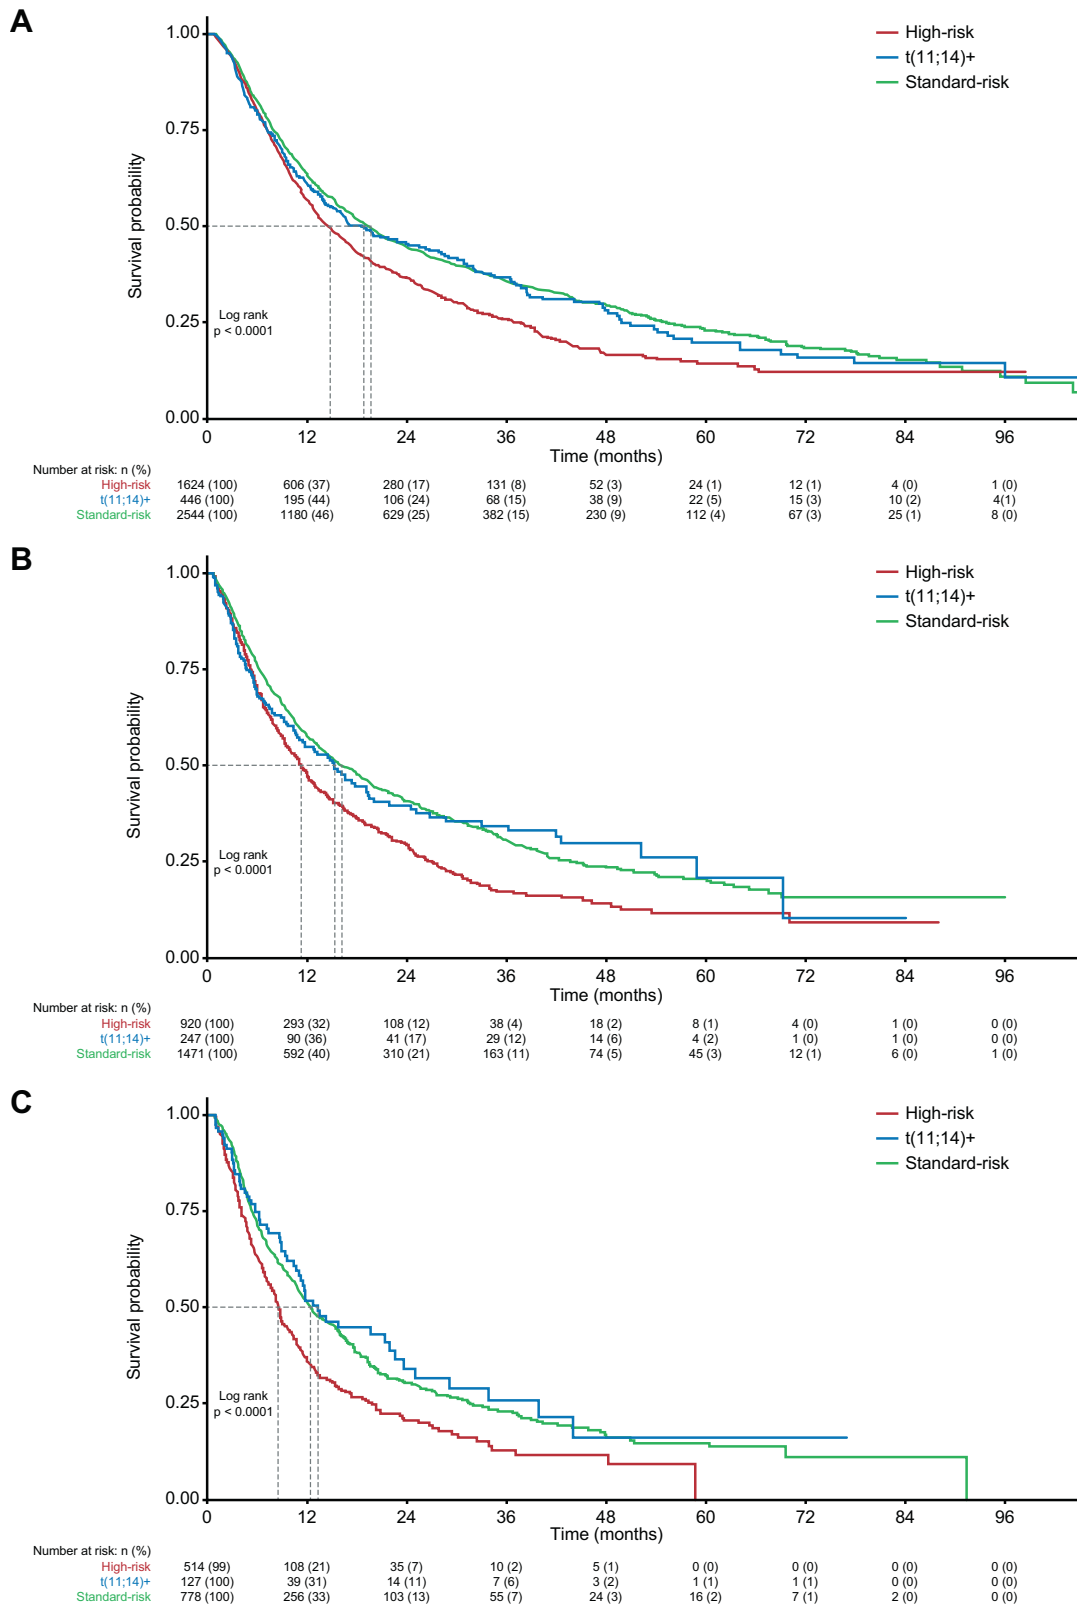 A
High-risk
t(11;14)+
Standard-risk
1.00
0.75
0.50
0.25
0.00
Survival probability
Log rank
p < 0.0001
0 12 24 36 48 60 72 84 96
Time (months)
Number at risk: n (%)
High-risk 1624 (100) 606 (37) 280 (17) 131 (8) 52 (3) 24 (1) 12 (1) 4 (0) 1 (0)
t(11;14)+ 446 (100) 195 (44) 106 (24) 68 (15) 38 (9) 22 (5) 15 (3) 10 (2) 4(1)
Standard-risk 2544 (100) 1180 (46) 629 (25) 382 (15) 230 (9) 112 (4) 67 (3) 25 (1) 8 (0)
B
High-risk
t(11;14)+
Standard-risk
1.00
0.75
0.50
0.25
0.00
Survival probability
Log rank
p < 0.0001
0 12 24 36 48 60 72 84 96
Time (months)
Number at risk: n (%)
High-risk 920 (100) 293 (32) 108 (12) 38 (4) 18 (2) 8 (1) 4 (0) 1 (0) 0 (0)
t(11;14)+ 247 (100) 90 (36) 41 (17) 29 (12) 14 (6) 4 (2) 1 (0) 1 (0) 0 (0)
Standard-risk 1471 (100) 592 (40) 310 (21) 163 (11) 74 (5) 45 (3) 12 (1) 6 (0) 1 (0)
C
High-risk
t(11;14)+
Standard-risk
1.00
0.75
0.50
0.25
0.00
Survival probability
Log rank
p < 0.0001
0 12 24 36 48 60 72 84 96
Time (months)
Number at risk: n (%)
High-risk 514 (99) 108 (21) 35 (7) 10 (2) 5 (1) 0 (0) 0 (0) 0 (0) 0 (0)
t(11;14)+ 127 (100) 39 (31) 14 (11) 7 (6) 3 (2) 1 (1) 1 (1) 0 (0) 0 (0)
Standard-risk 778 (100) 256 (33) 103 (13) 55 (7) 24 (3) 16 (2) 7 (1) 2 (0) 0 (0)